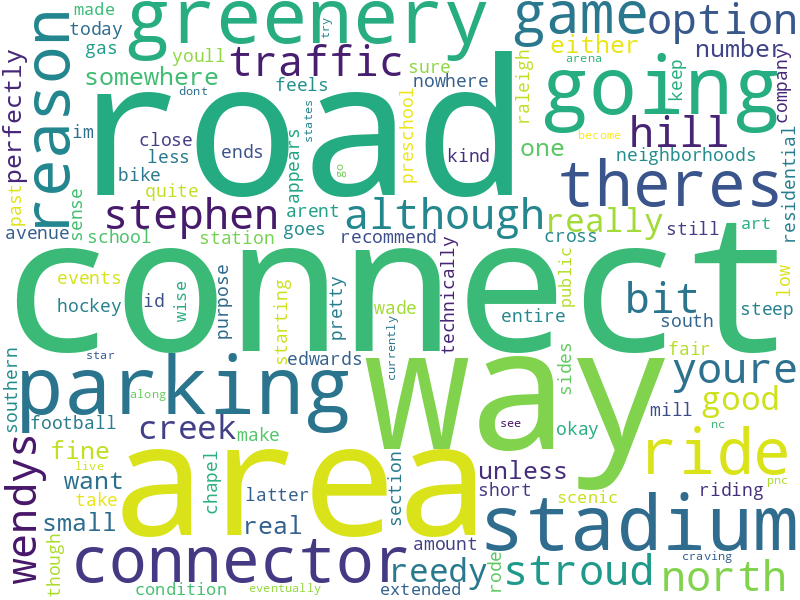 made
greenery
game
option
today
reason
gas
youll
traffic
either
number
arena
somewhere
sure
nowhere
raleigh
going
keep
company
perfectly
feels
dont
states
try
road
im
close
less
ends
bike
quite
appears
go
preschool
kind
become
one
hill
neighborhoods
residential
theres
past
sense
avenue
school
stephen
station
arent
goes
although
recommend
really
cross
still
art
connect
events
hockey
id
wise
purpose
starting
pretty
wade
technically
entire
public
bit
south
steep
low
southern
star
parking
along
edwards
currently
way
sides
fair
youre
football
creek
make
see
okay
mill
good
nc
wendys
fine
live
want
take
area
chapel
latter
section
unless
short
scenic
ride
riding
pnc
small
real
stadium
though
connector
amount
reedy
rode
stroud
craving
north
condition
eventually
extended